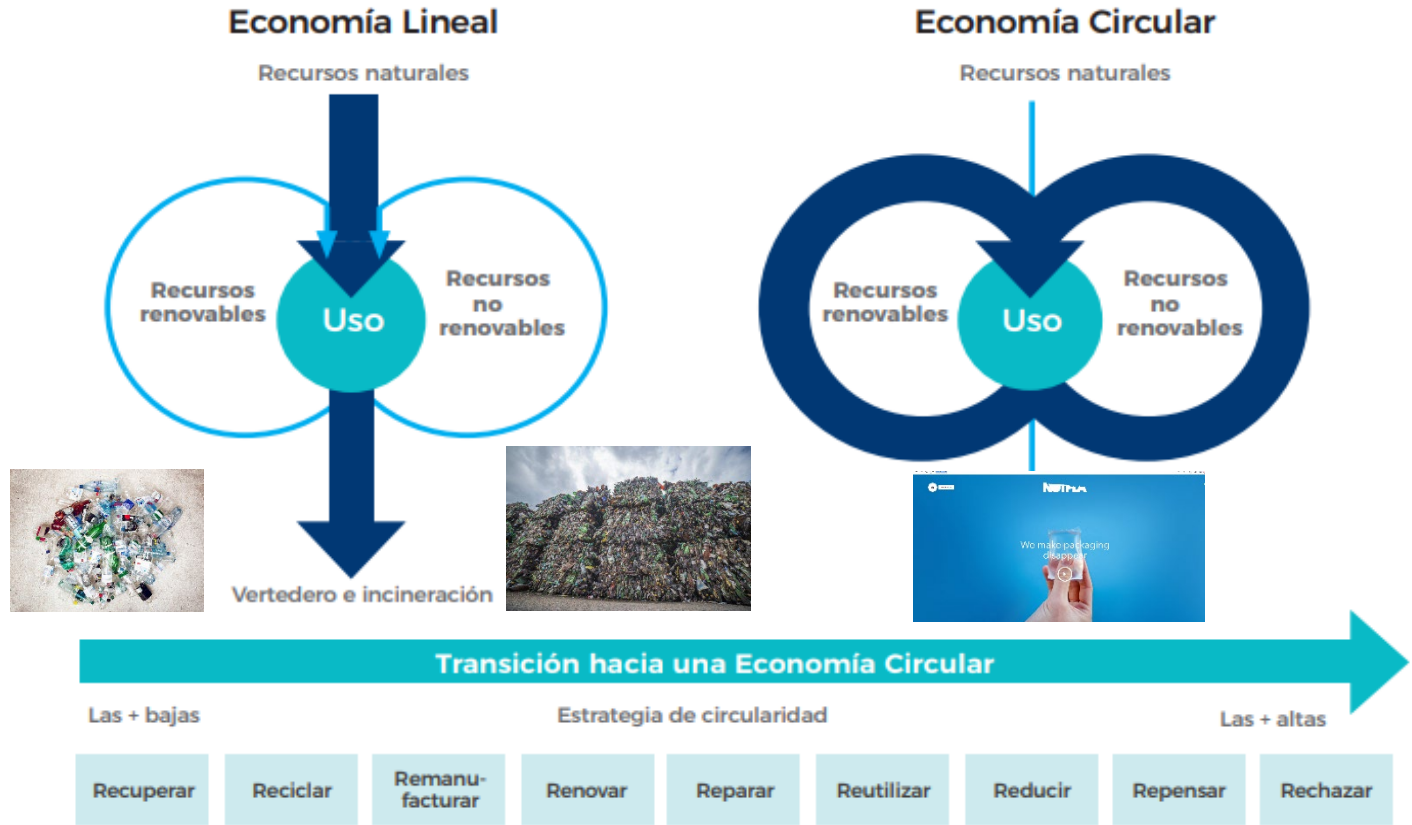 Economía Lineal
Economía Circular
Recursos naturales
Recursos naturales
Recursos
renovables
Uso
Recursos
no
renovables
Recursos
renovables
Uso
Recursos
no
renovables
Vertedero e incineración
We make packaging
disappear
Transición hacia una Economía Circular
Las + bajas
Estrategia de circularidad
Las + altas
Recuperar
Reciclar
Remanu-
facturar
Renovar
Reparar
Reutilizar
Reducir
Repensar
Rechazar